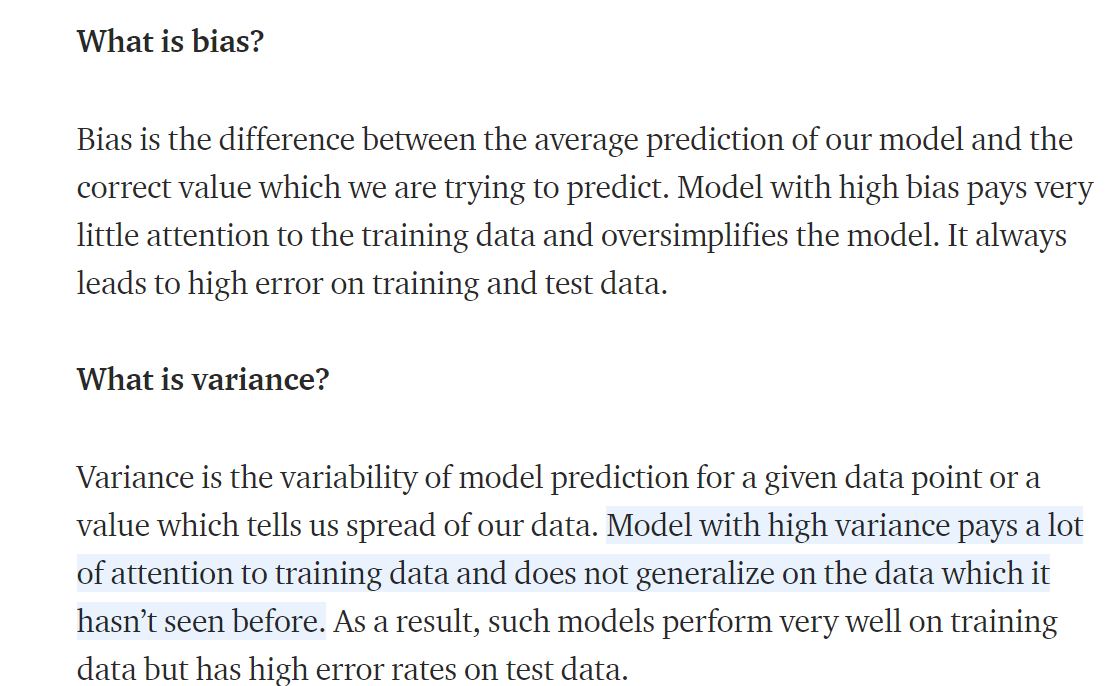 What is bias?
Bias is the difference between the average prediction of our model and the
correct value which we are trying to predict. Model with high bias pays very
little attention to the training data and oversimplifies the model. It always
leads to high error on training and test data.
What is variance?
Variance is the variability of model prediction for a given data point or a
value which tells us spread of our data. Model with high variance pays a lot
of attention to training data and does not generalize on the data which it
hasn’t seen before. As a result, such models perform very well on training
data but has high error rates on test data.